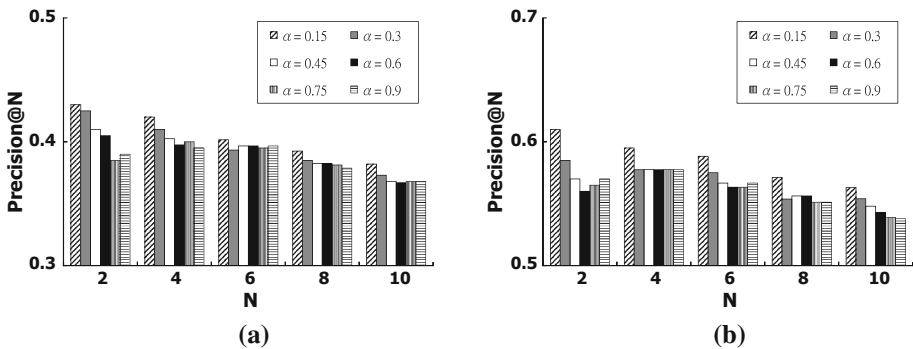 0.5
0.4
0.3
Precision@N
α = 0.15 α = 0.3
α = 0.45 α = 0.6
α = 0.75 α = 0.9
2 4 6 8 10
N
(a)
0.7
0.6
0.5
Precision@N
α = 0.15 α = 0.3
α = 0.45 α = 0.6
α = 0.75 α = 0.9
2 4 6 8 10
N
(b)